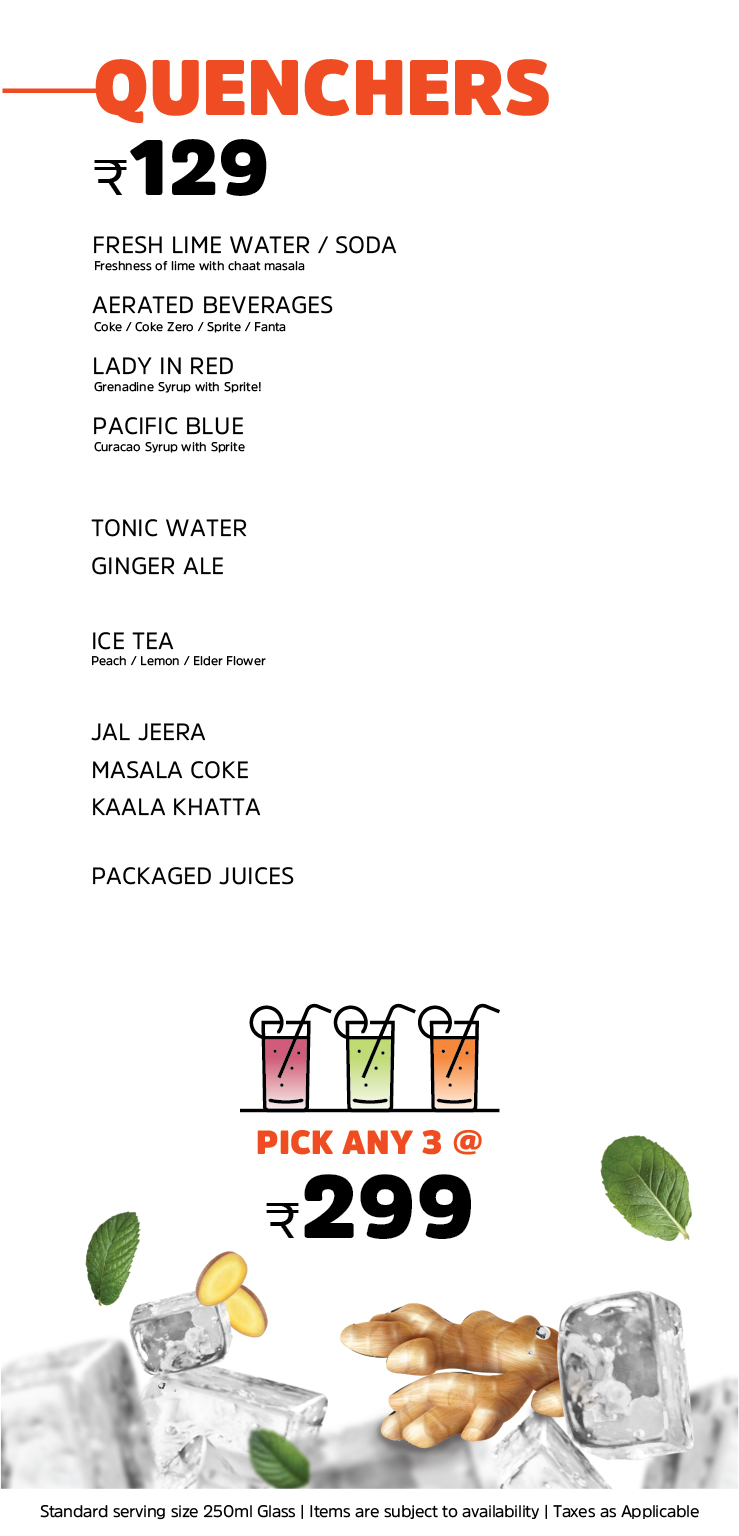 QUENCHERS
₹129
FRESH LIME WATER / SODA
Freshness of lime with chaat masala
AERATED BEVERAGES
Coke / Coke Zero / Sprite / Fanta
LADY IN RED
Grenadine Syrup with Sprite!
PACIFIC BLUE
Curacao Syrup with Sprite
TONIC WATER
GINGER ALE
ICE TEA
Peach / Lemon / Elder Flower
JAL JEERA
MASALA COKE
KAALA KHATTA
PACKAGED JUICES
PICK ANY 3 @
₹299
Standard serving size 250ml Glass | Items are subject to availability | Taxes as Applicable